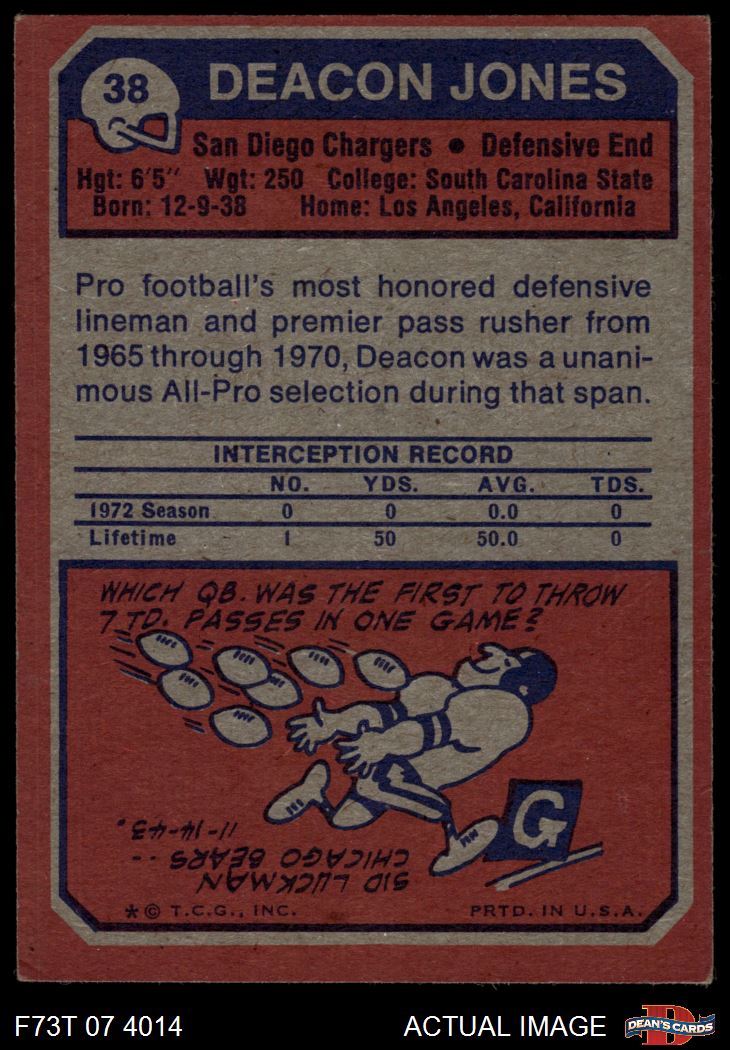 38
DEACON JONES
San Diego Chargers • Defensive End
Hgt: 6'5" Wgt: 250 College: South Carolina State
Born: 12-9-38 Home: Los Angeles, California
Pro football's most honored defensive
lineman and premier pass rusher from
1965 through 1970, Deacon was a unani-
mous All-Pro selection during that span.
INTERCEPTION RECORD
NO. YDS. AVG. TDS.
1972 Season 0 0 0.0 0
Lifetime 1 50 50.0 0
WHICH QB. WAS THE FIRST TO THROW
7 TD. PASSES IN ONE GAME?
G
SID LUCKMAN
CHICAGO BEARS --
11-14-43.
* © T.C.G., INC. PRTD. IN U.S.A.
F73T 07 4014 ACTUAL IMAGE
D
DEAN'S CARDS